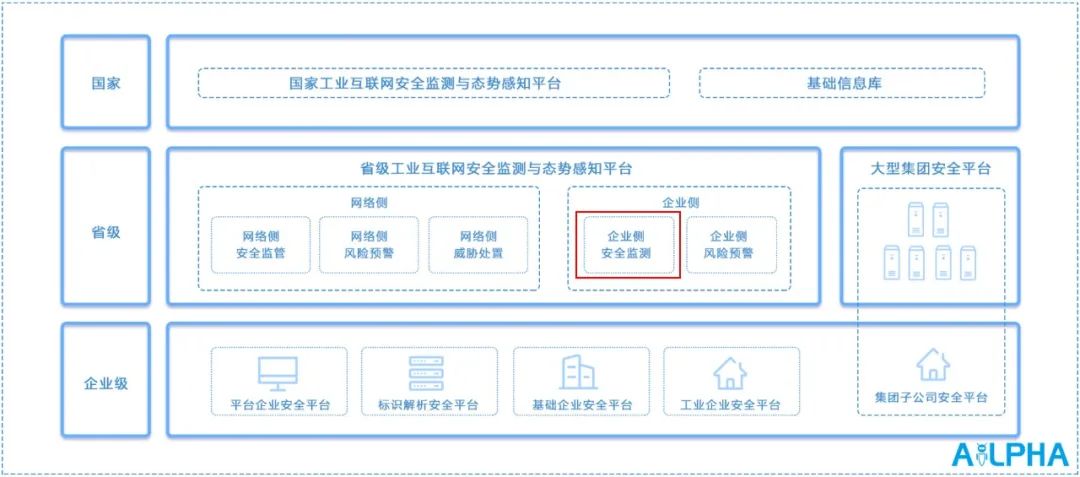 国家
国家工业互联网安全监测与态势感知平台
基础信息库
省级
省级工业互联网安全监测与态势感知平台
网络侧
网络侧
安全监管
网络侧
风险预警
网络侧
威胁处置
企业侧
企业侧
安全监测
企业侧
风险预警
大型集团安全平台
企业级
平台企业安全平台
标识解析安全平台
基础企业安全平台
工业企业安全平台
集团子公司安全平台
AiLPHA